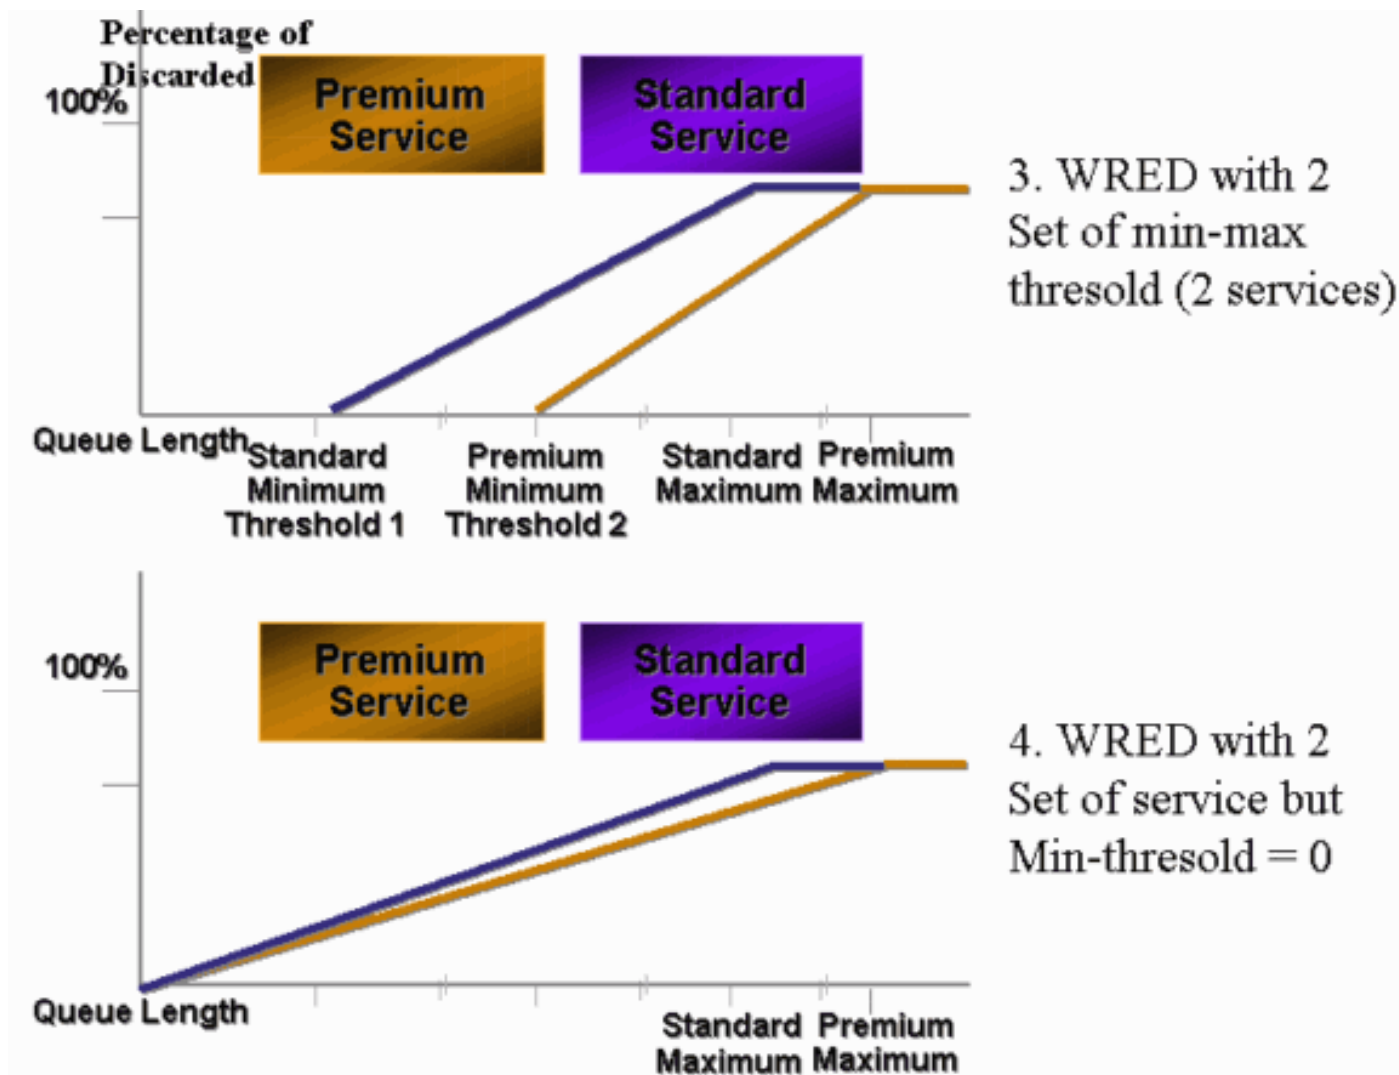 Percentage of
Discarded
100%
Premium
Service
Standard
Service
3. WRED with 2
Set of min-max
thresold (2 services)
Queue Length
Standard
Minimum
Threshold 1
Premium
Minimum
Threshold 2
Standard
Maximum
Premium
Maximum
100%
Premium
Service
Standard
Service
4. WRED with 2
Set of service but
Min-thresold = 0
Queue Length
Standard
Maximum
Premium
Maximum